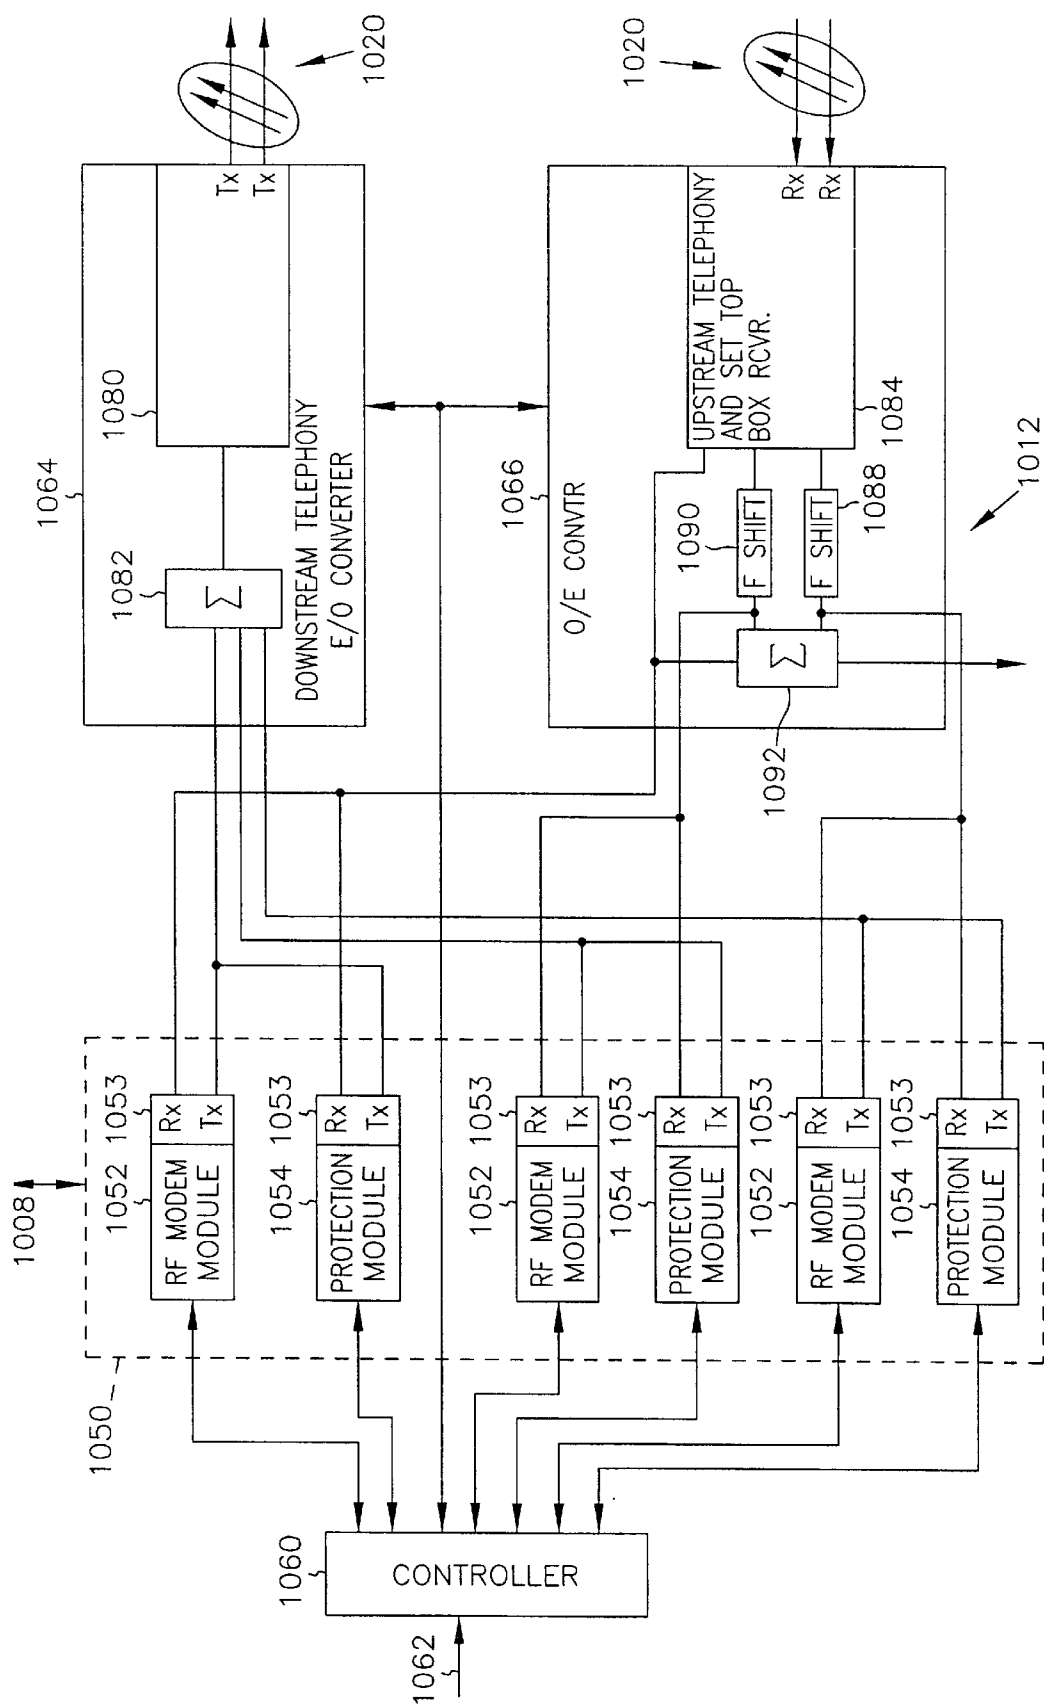 1008
1050
1052
1053
RF MODEM
MODULE
Rx
Tx
1054
1053
PROTECTION
MODULE
Rx
Tx
1052
1053
RF MODEM
MODULE
Rx
Tx
1054
1053
PROTECTION
MODULE
Rx
Tx
1052
1053
RF MODEM
MODULE
Rx
Tx
1054
1053
PROTECTION
MODULE
Rx
Tx
1060
CONTROLLER
1062
1064
1082
Σ
1080
Tx
Tx
DOWNSTREAM TELEPHONY
E/O CONVERTER
1020
1066
O/E CONVTR
1090
F SHIFT
F SHIFT
1088
Σ
1092
UPSTREAM TELEPHONY
AND SET TOP
BOX RCVR.
Rx
Rx
1084
1020
1012